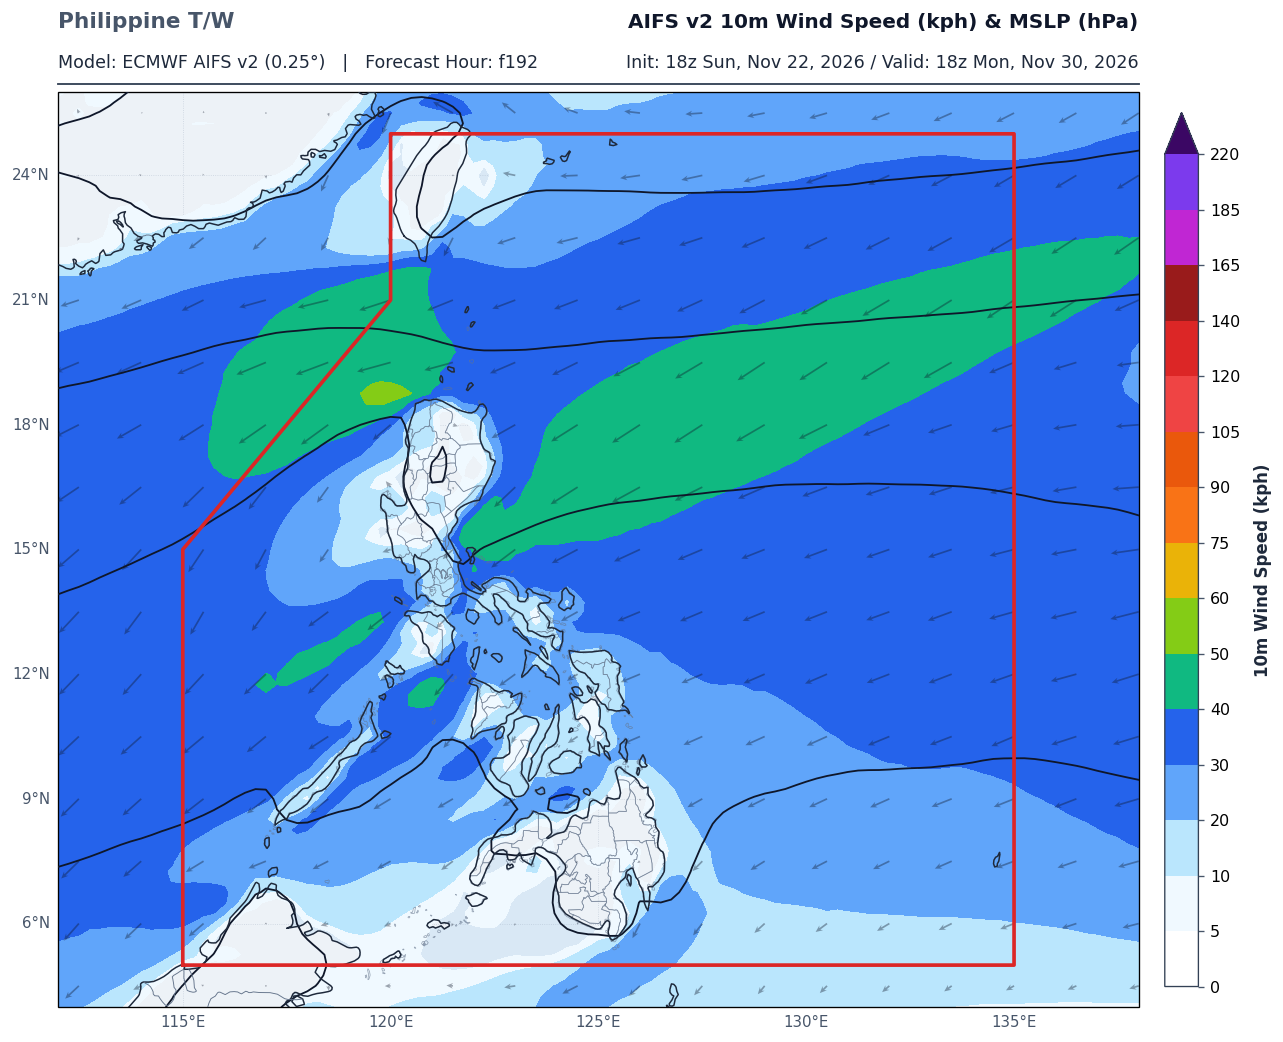 Philippine T/W
AIFS v2 10m Wind Speed (kph) & MSLP (hPa)
Model: ECMWF AIFS v2 (0.25°) | Forecast Hour: f192
Init: 18z Sun, Nov 22, 2026 / Valid: 18z Mon, Nov 30, 2026
24°N
21°N
18°N
15°N
12°N
9°N
6°N
115°E
120°E
125°E
130°E
135°E
220
185
165
140
120
105
90
75
60
50
40
30
20
10
5
0
10m Wind Speed (kph)